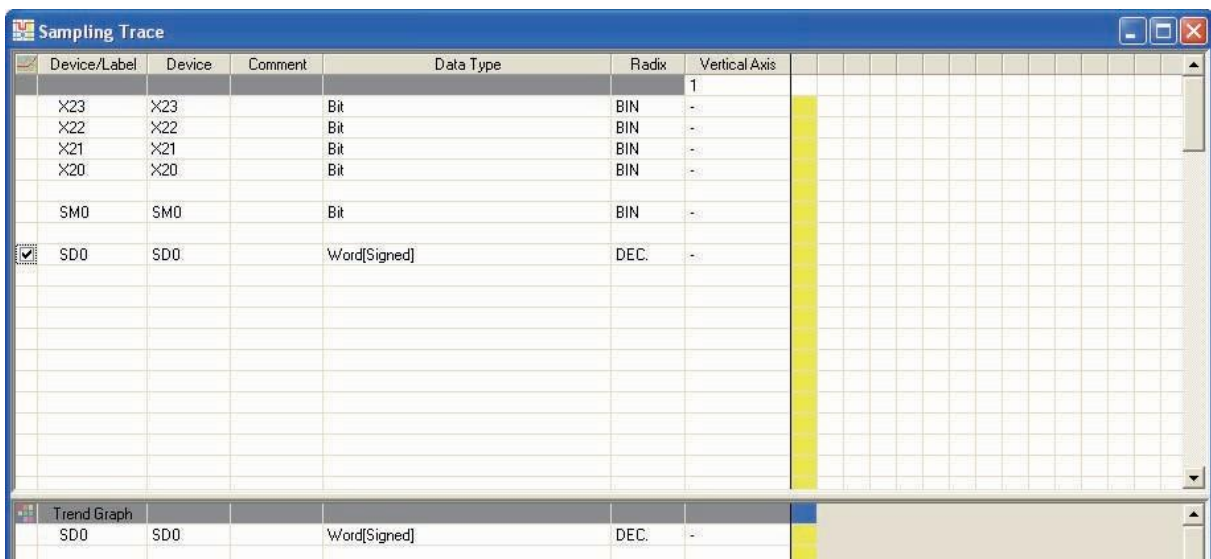 Sampling Trace
Device/Label Device Comment Data Type Radix Vertical Axis
1
X23 X23 Bit BIN -
X22 X22 Bit BIN -
X21 X21 Bit BIN -
X20 X20 Bit BIN -
SM0 SM0 Bit BIN -
SD0 SD0 Word[Signed] DEC. -
Trend Graph
SD0 SD0 Word[Signed] DEC. -